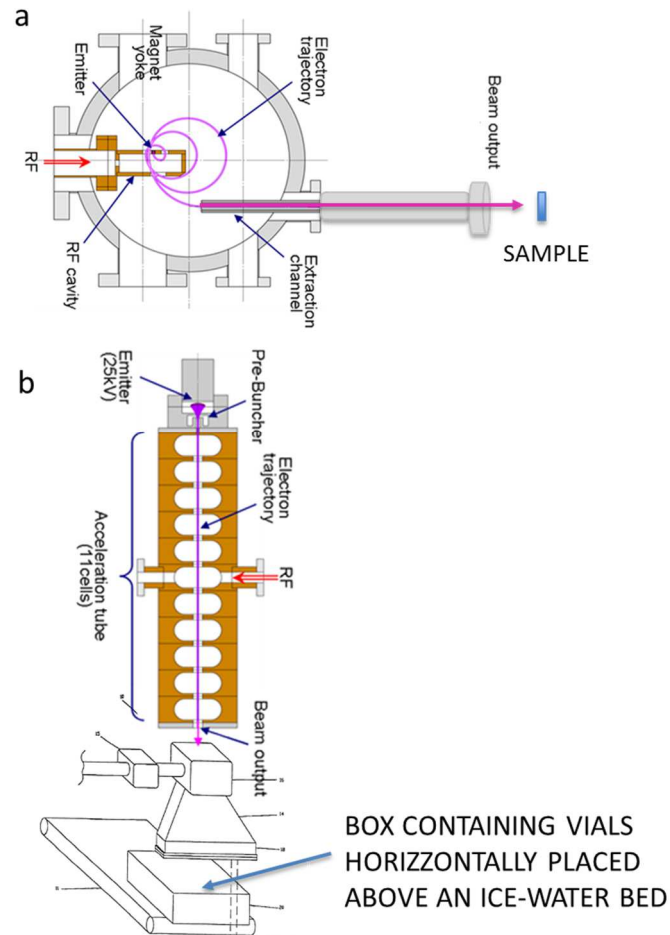 a
Emitter
Magnet
yoke
Electron
trajectory
Beam output
RF
RF cavity
Extraction
channel
SAMPLE
b
Emitter
(25kV)
Pre-Buncher
Electron
trajectory
Acceleration tube
(11cells)
RF
Beam
output
BOX CONTAINING VIALS
HORIZZONTALLY PLACED
ABOVE AN ICE-WATER BED